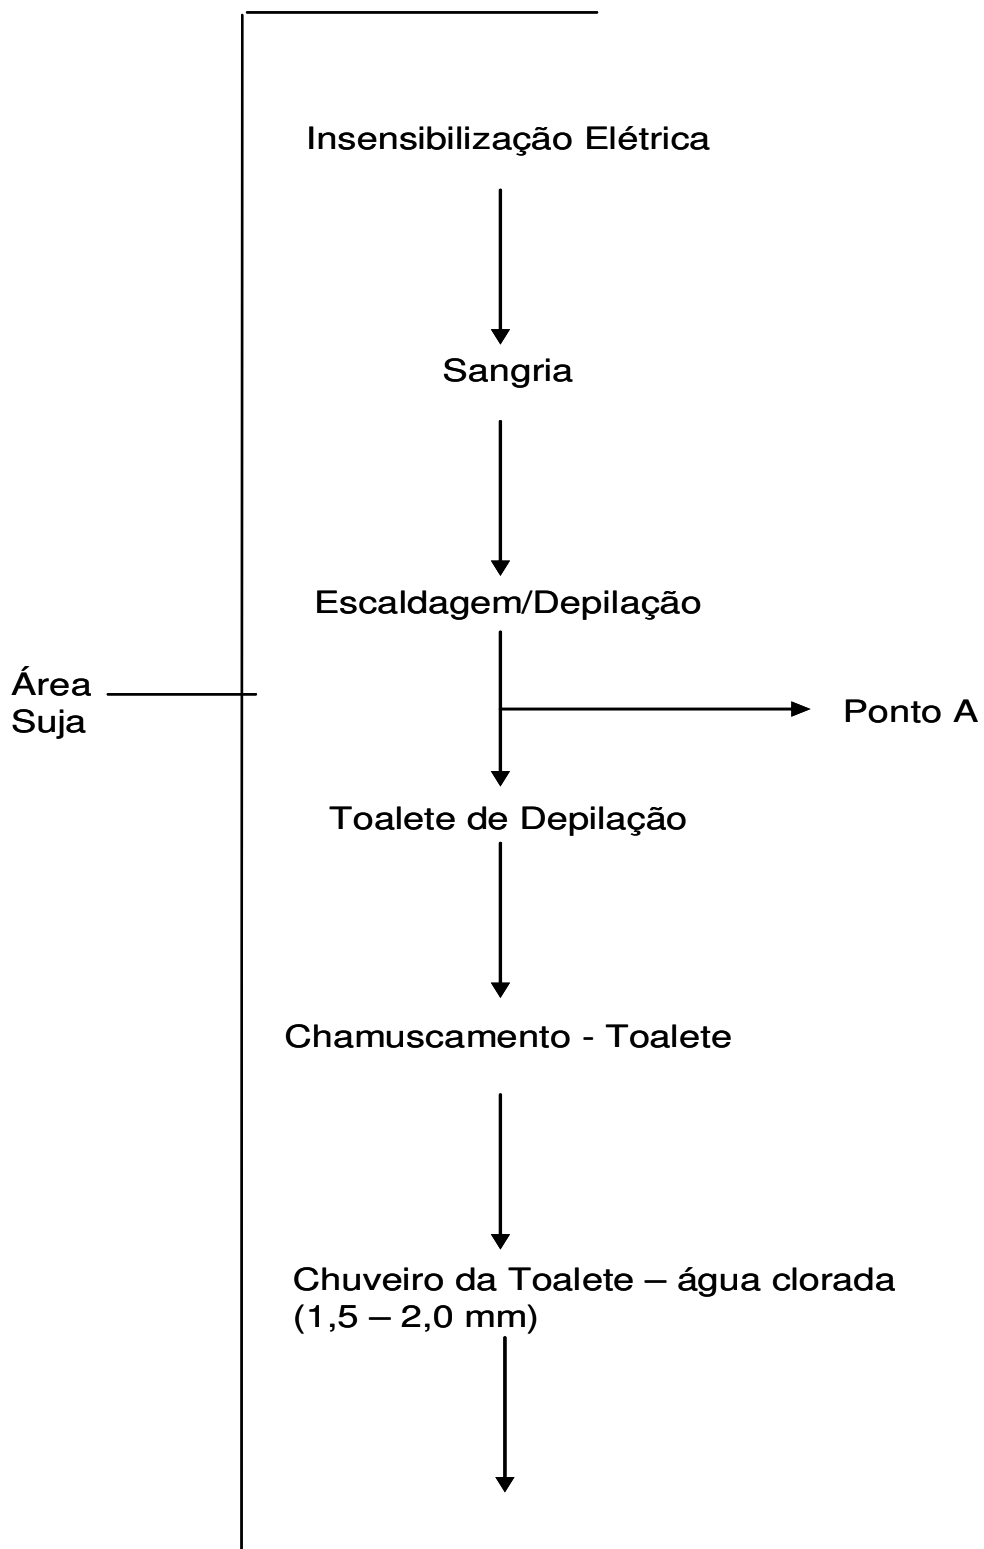 Insensibilização Elétrica
Sangria
Escaldagem/Depilação
Área
Suja
Ponto A
Toalete de Depilação
Chamuscamento - Toalete
Chuveiro da Toalete – água clorada
(1,5 – 2,0 mm)